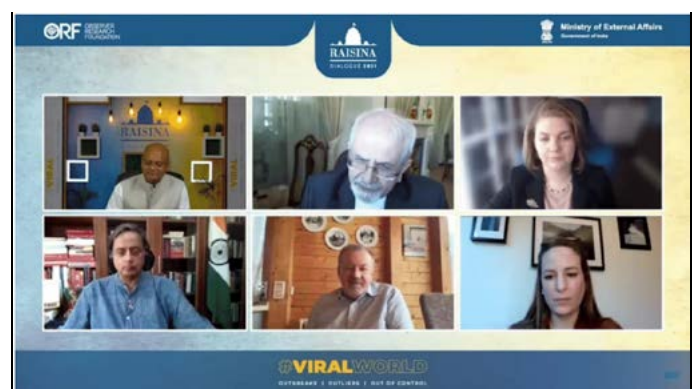 ORF OBSERVER
RESEARCH
FOUNDATION
RAISINA
DIALOGUE 2021
Ministry of External Affairs
Government of India
RAISINA
#VIRALWORLD
OUTBREAKS | OUTLIERS | OUT OF CONTROL